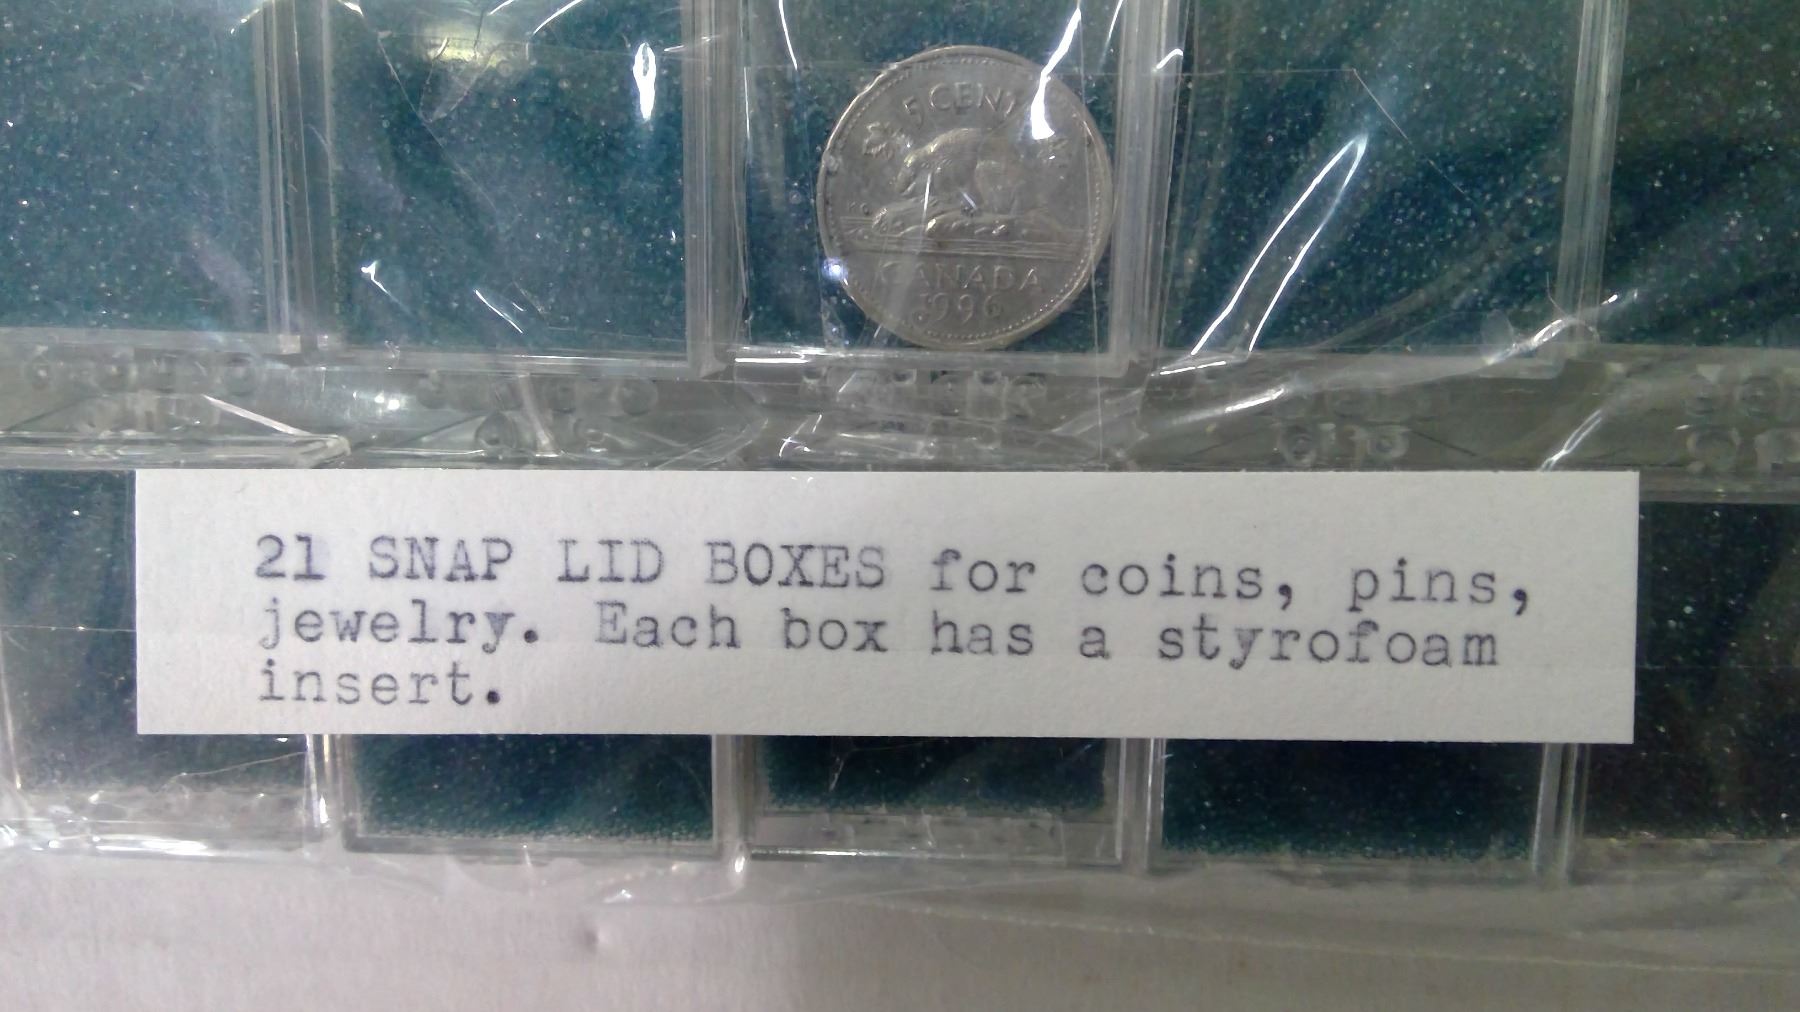 5 CENTS
CANADA
1996
21 SNAP LID BOXES for coins, pins,
jewelry. Each box has a styrofoam
insert.